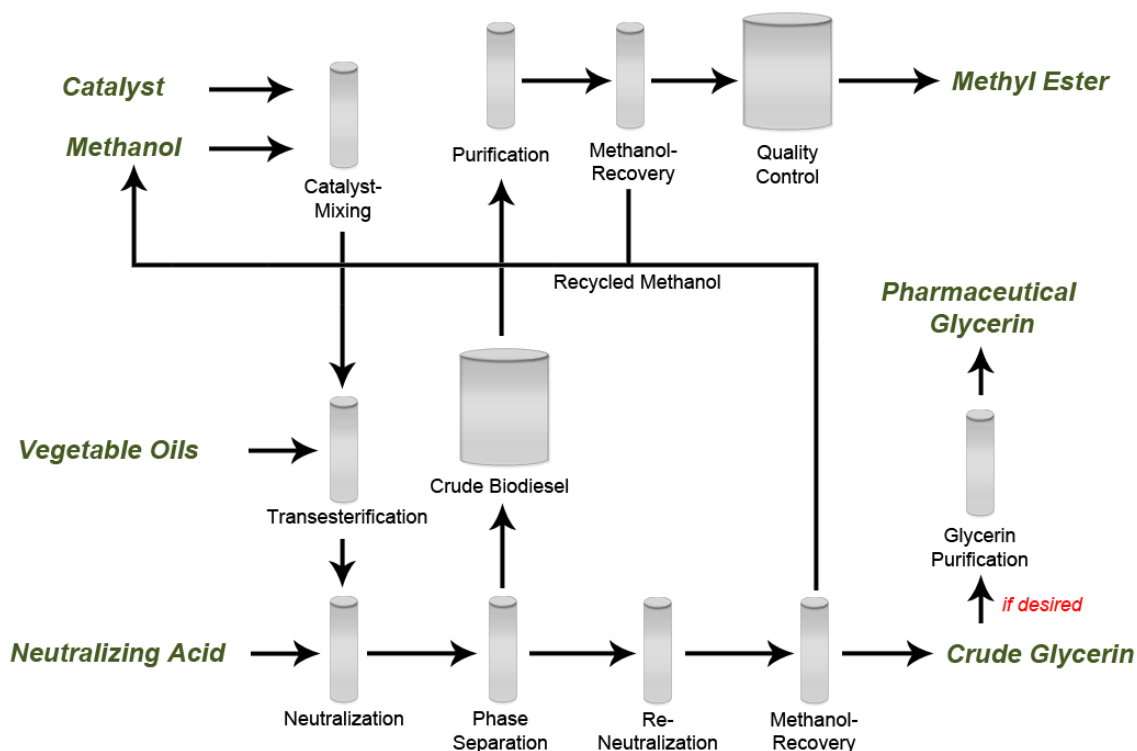 Catalyst
Methanol
Catalyst-
Mixing
Purification
Methanol-
Recovery
Quality
Control
Methyl Ester
Recycled Methanol
Pharmaceutical
Glycerin
Vegetable Oils
Transesterification
Crude Biodiesel
Glycerin
Purification
if desired
Neutralizing Acid
Neutralization
Phase
Separation
Re-
Neutralization
Methanol-
Recovery
Crude Glycerin